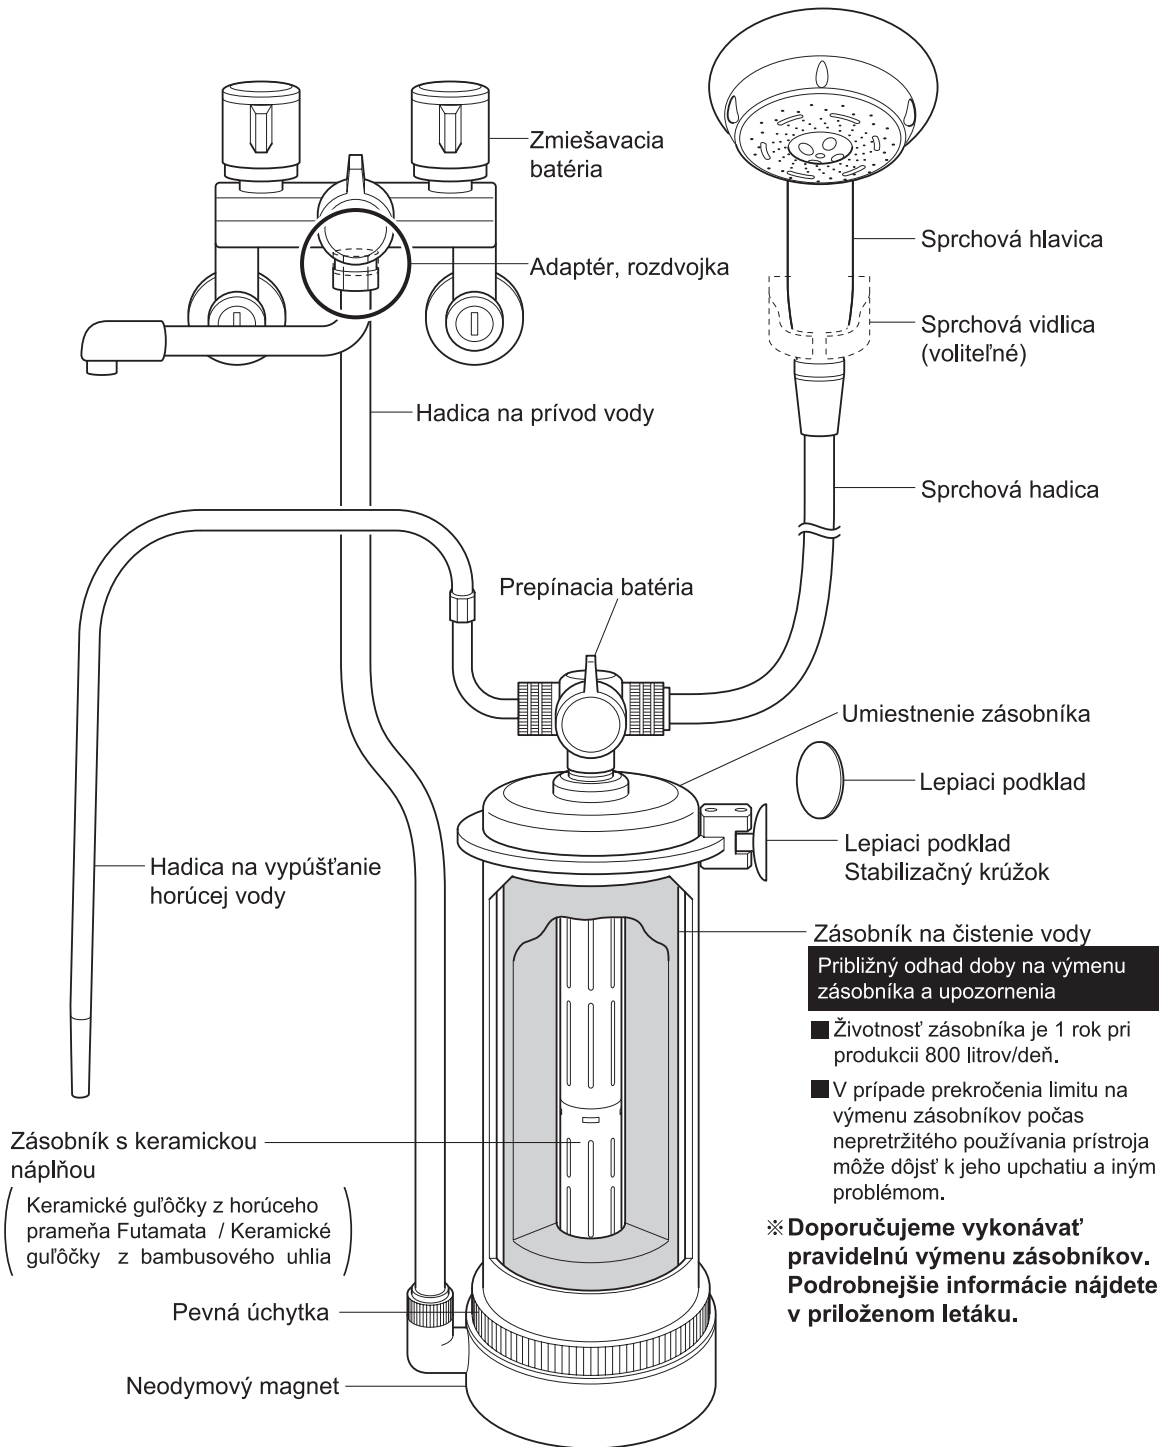 Zmiešavacia
batéria
Sprchová hlavica
Adaptér, rozdvojka
Sprchová vidlica
(voliteľné)
Hadica na prívod vody
Sprchová hadica
Prepínacia batéria
Umiestnenie zásobníka
Lepiaci podklad
Lepiaci podklad
Stabilizačný krúžok
Hadica na vypúšťanie
horúcej vody
Zásobník na čistenie vody
Približný odhad doby na výmenu
zásobníka a upozornenia
■ Životnosť zásobníka je 1 rok pri
produkcii 800 litrov/deň.
■ V prípade prekročenia limitu na
výmenu zásobníkov počas
nepretržitého používania prístroja
môže dôjsť k jeho upchatiu a iným
problémom.
※ Doporučujeme vykonávať
pravidelnú výmenu zásobníkov.
Podrobnejšie informácie nájdete
v priloženom letáku.
Zásobník s keramickou
náplňou
Keramické guľôčky z horúceho
prameňa Futamata / Keramické
guľôčky z bambusového uhlia
Pevná úchytka
Neodymový magnet